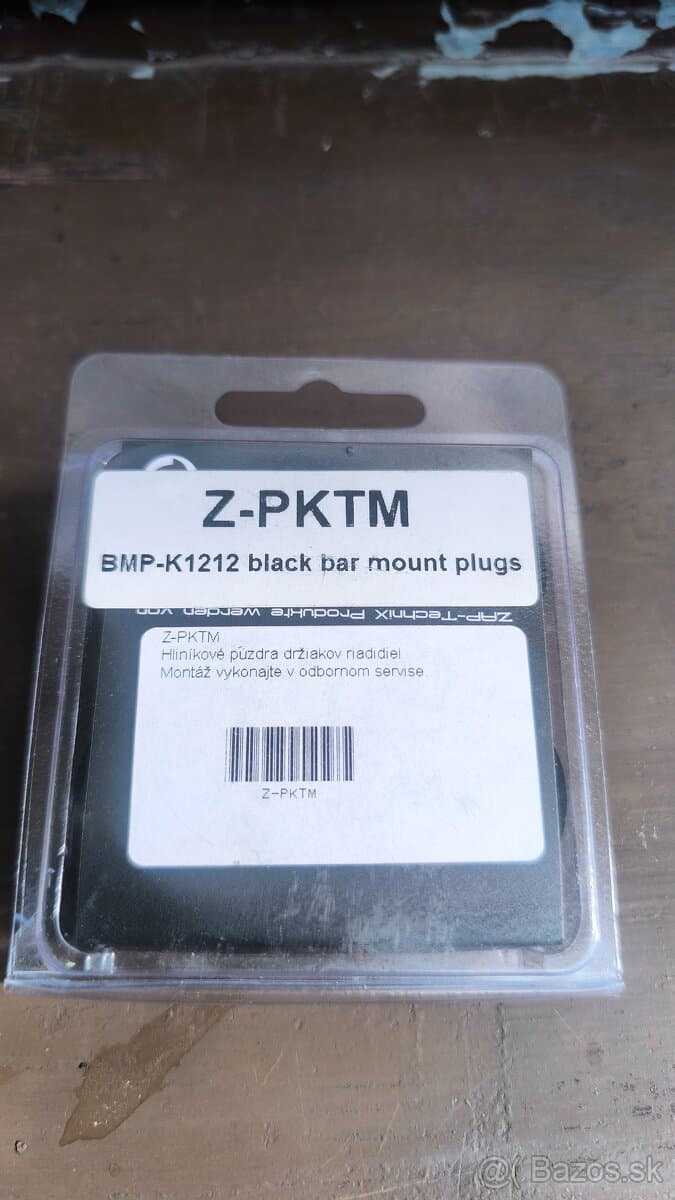 Z-PKTM
BMP-K1212 black bar mount plugs
ZAP-TechniX Produkte werden von
Z-PKTM
Hliníkové púzdra držiakov riadidiel
Montáž vykonajte v odbornom servise
Z-PKTM
@ Bazos.sk